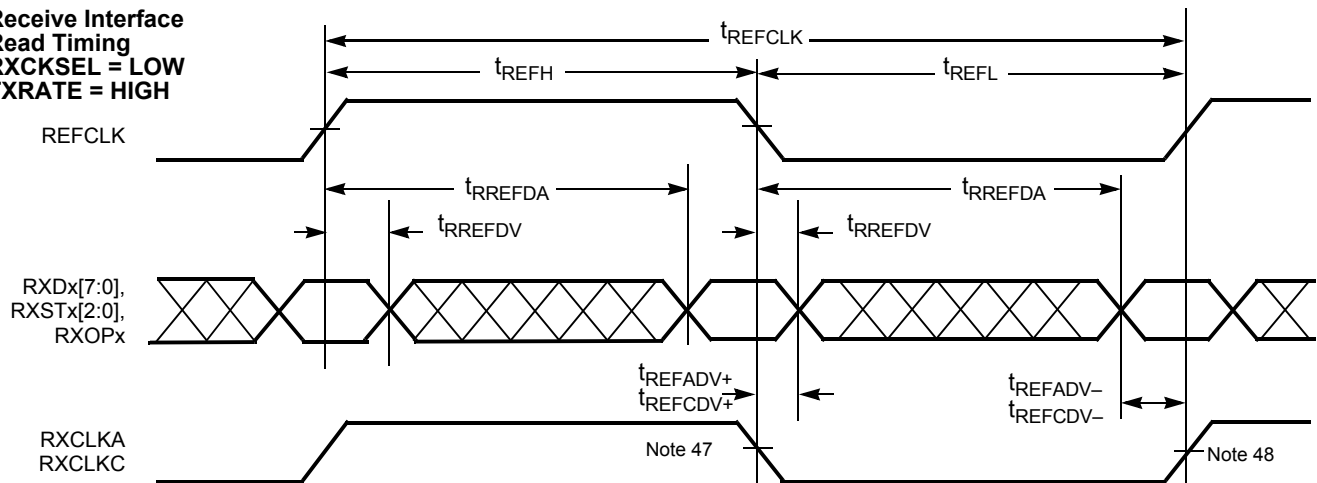 Receive Interface
Read Timing
RXCKSEL = LOW
TXRATE = HIGH
tREFCLK
tREFH
tREFL
REFCLK
tRREFDA
tRREFDA
tRREFDV
tRREFDV
RXDx[7:0],
RXSTx[2:0],
RXOPx
tREFADV+
tREFCDV+
tREFADV–
tREFCDV–
RXCLKA
RXCLKC
Note 47
Note 48